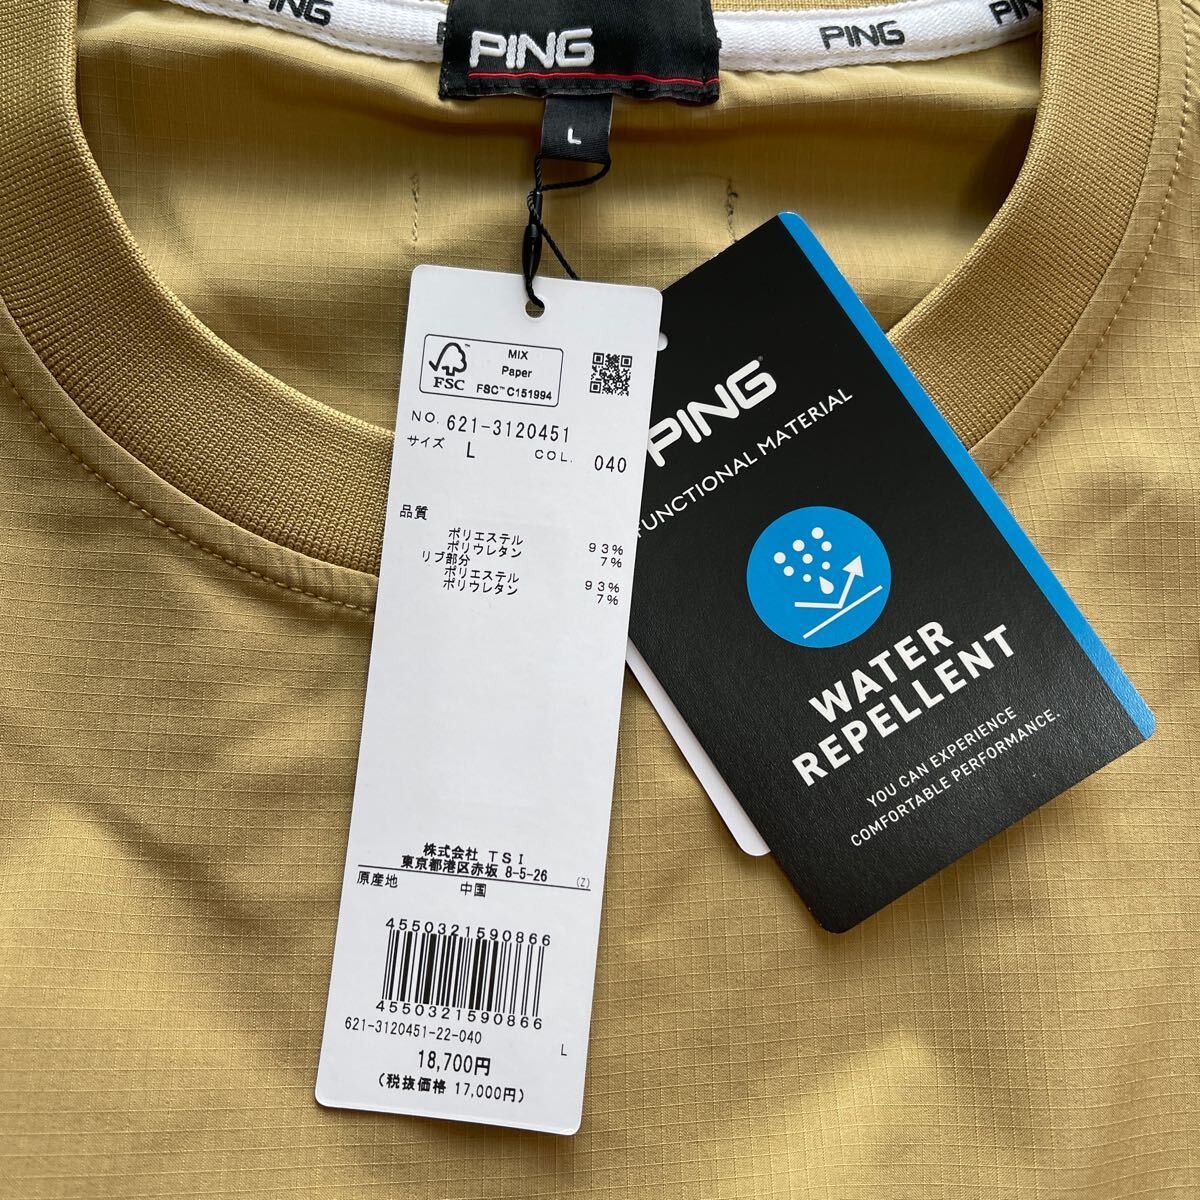 PING
PING
PING
PING
L
MIX
Paper
FSC™ C151994
FSC™
NO. 621-3120451
サイズ L COL. 040
品質
ポリエステル 93%
ポリウレタン 7%
リブ部分
ポリエステル 93%
ポリウレタン 7%
株式会社 TSI
東京都港区赤坂 8-5-26 (Z)
原産地 中国
4550321590866
4550321590866
621-3120451-22-040
L
18,700円
(税抜価格 17,000円)
PING®
FUNCTIONAL MATERIAL
WATER
REPELLENT
YOU CAN EXPERIENCE
COMFORTABLE PERFORMANCE.